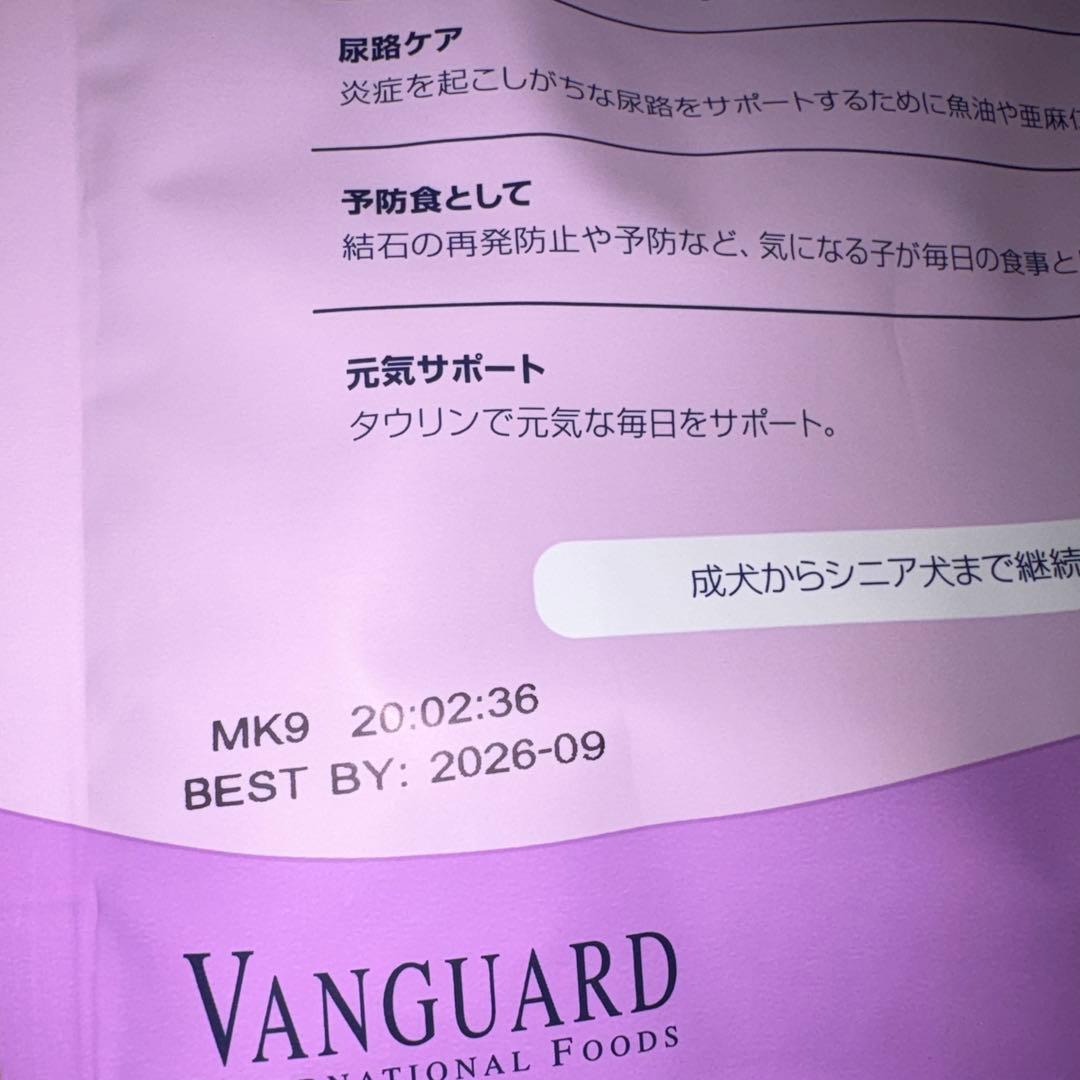 尿路ケア
炎症を起こしがちな尿路をサポートするために魚油や亜麻
予防食として
結石の再発防止や予防など、気になる子が毎日の食事と
元気サポート
タウリンで元気な毎日をサポート。
成犬からシニア犬まで継続
MK9 20:02:36
BEST BY: 2026-09
VANGUARD
NATIONAL FOODS